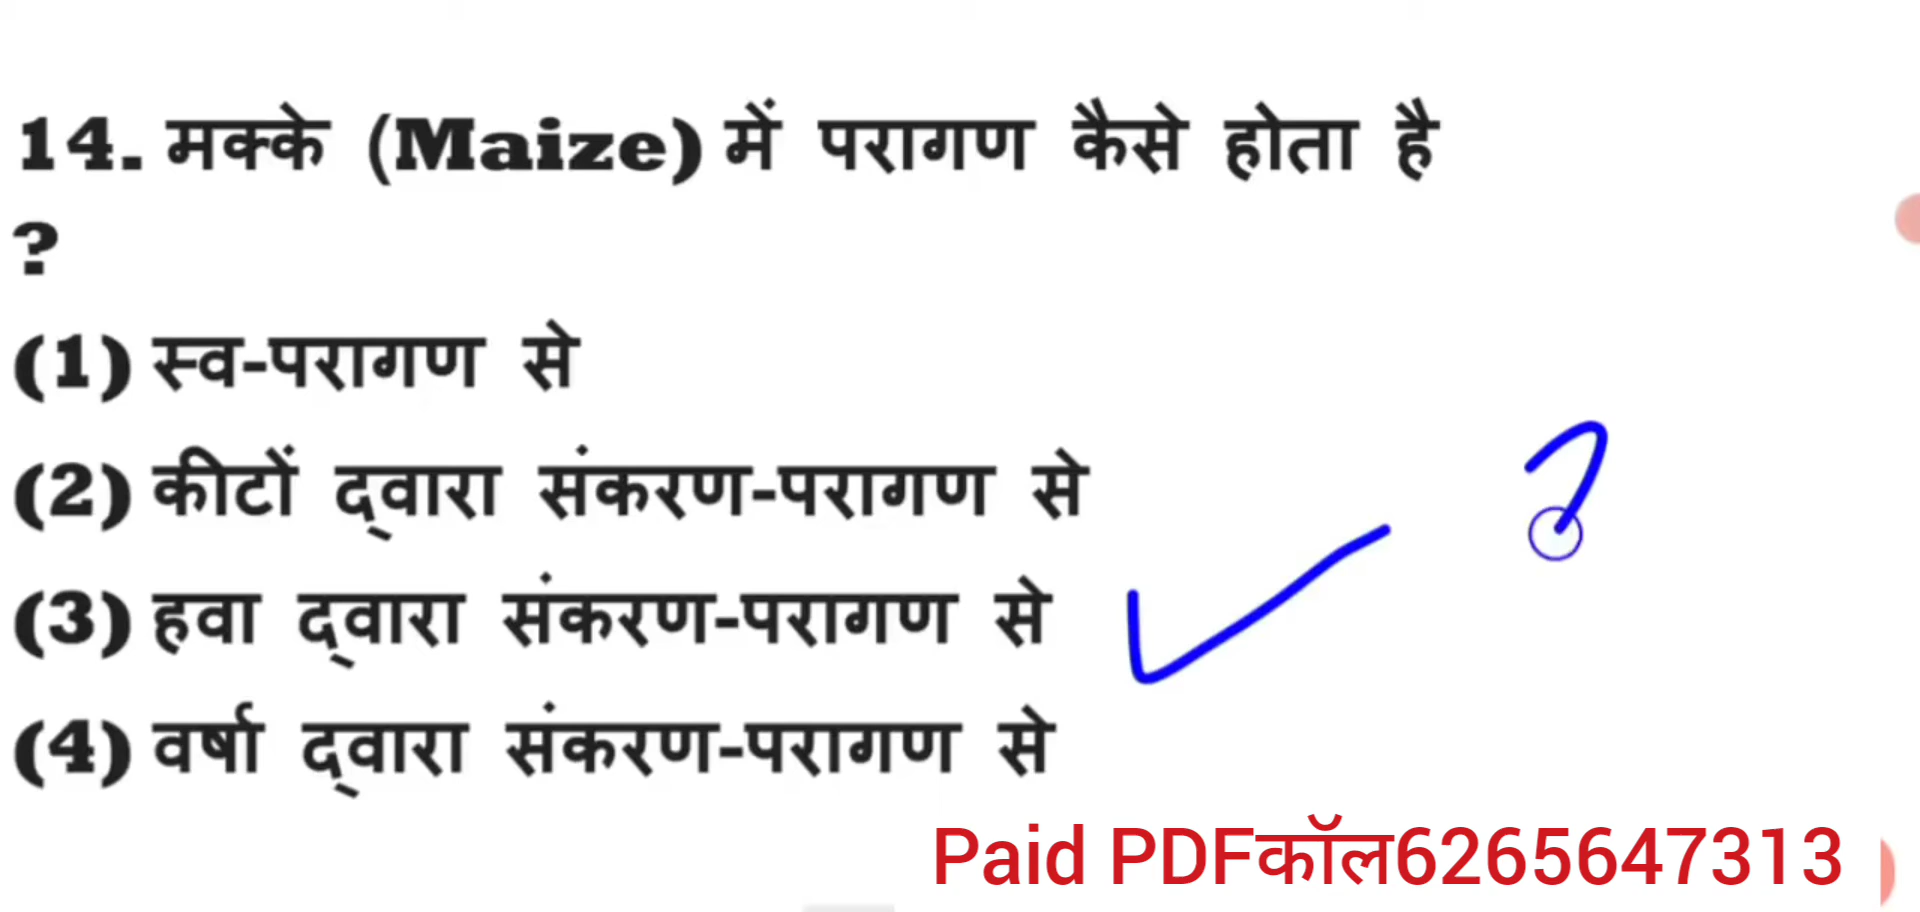 14. मक्के (Maize) में परागण कैसे होता है
?
(1) स्व-परागण से
(2) कीटों द्वारा संकरण-परागण से
(3) हवा द्वारा संकरण-परागण से
(4) वर्षा द्वारा संकरण-परागण से
Paid PDFकॉल6265647313